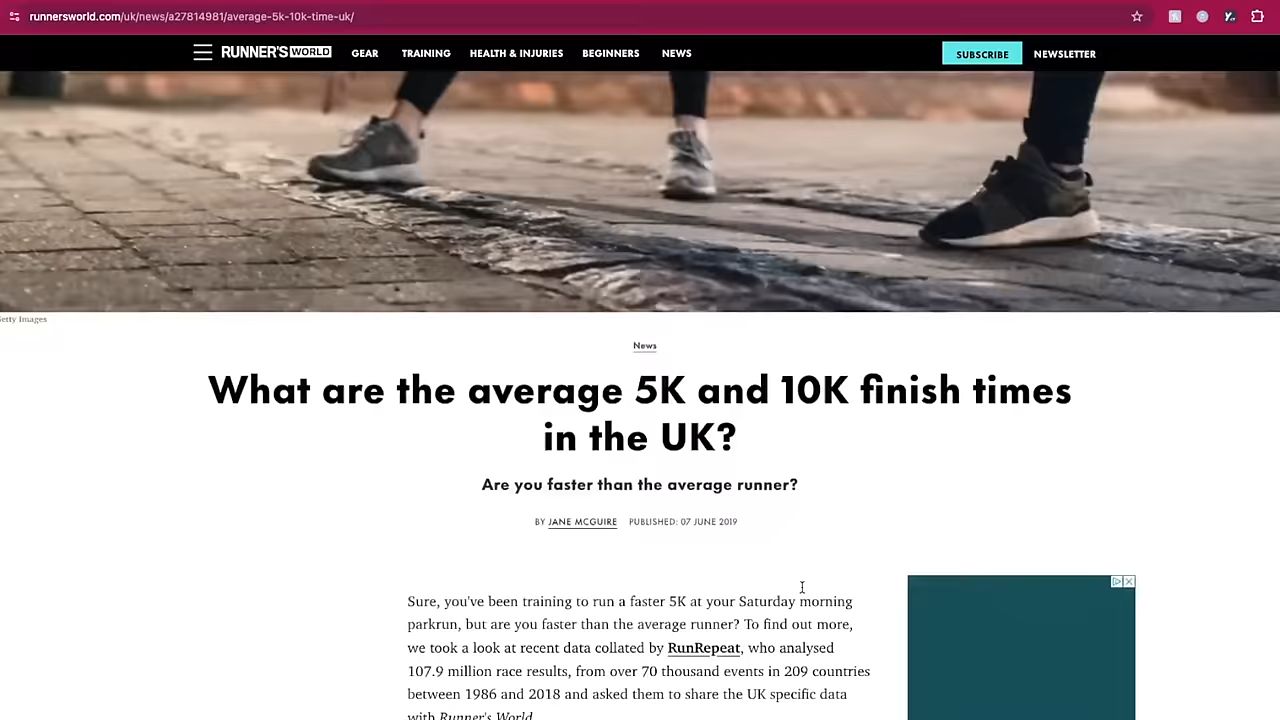 runnersworld.com/uk/news/a27814981/average-5k-10k-time-uk/
RUNNER'S WORLD GEAR TRAINING HEALTH & INJURIES BEGINNERS NEWS SUBSCRIBE NEWSLETTER
Getty Images
News
What are the average 5K and 10K finish times
in the UK?
Are you faster than the average runner?
BY JANE MCGUIRE PUBLISHED: 07 JUNE 2019
Sure, you've been training to run a faster 5K at your Saturday morning
parkrun, but are you faster than the average runner? To find out more,
we took a look at recent data collated by RunRepeat, who analysed
107.9 million race results, from over 70 thousand events in 209 countries
between 1986 and 2018 and asked them to share the UK specific data
with Runner's World.